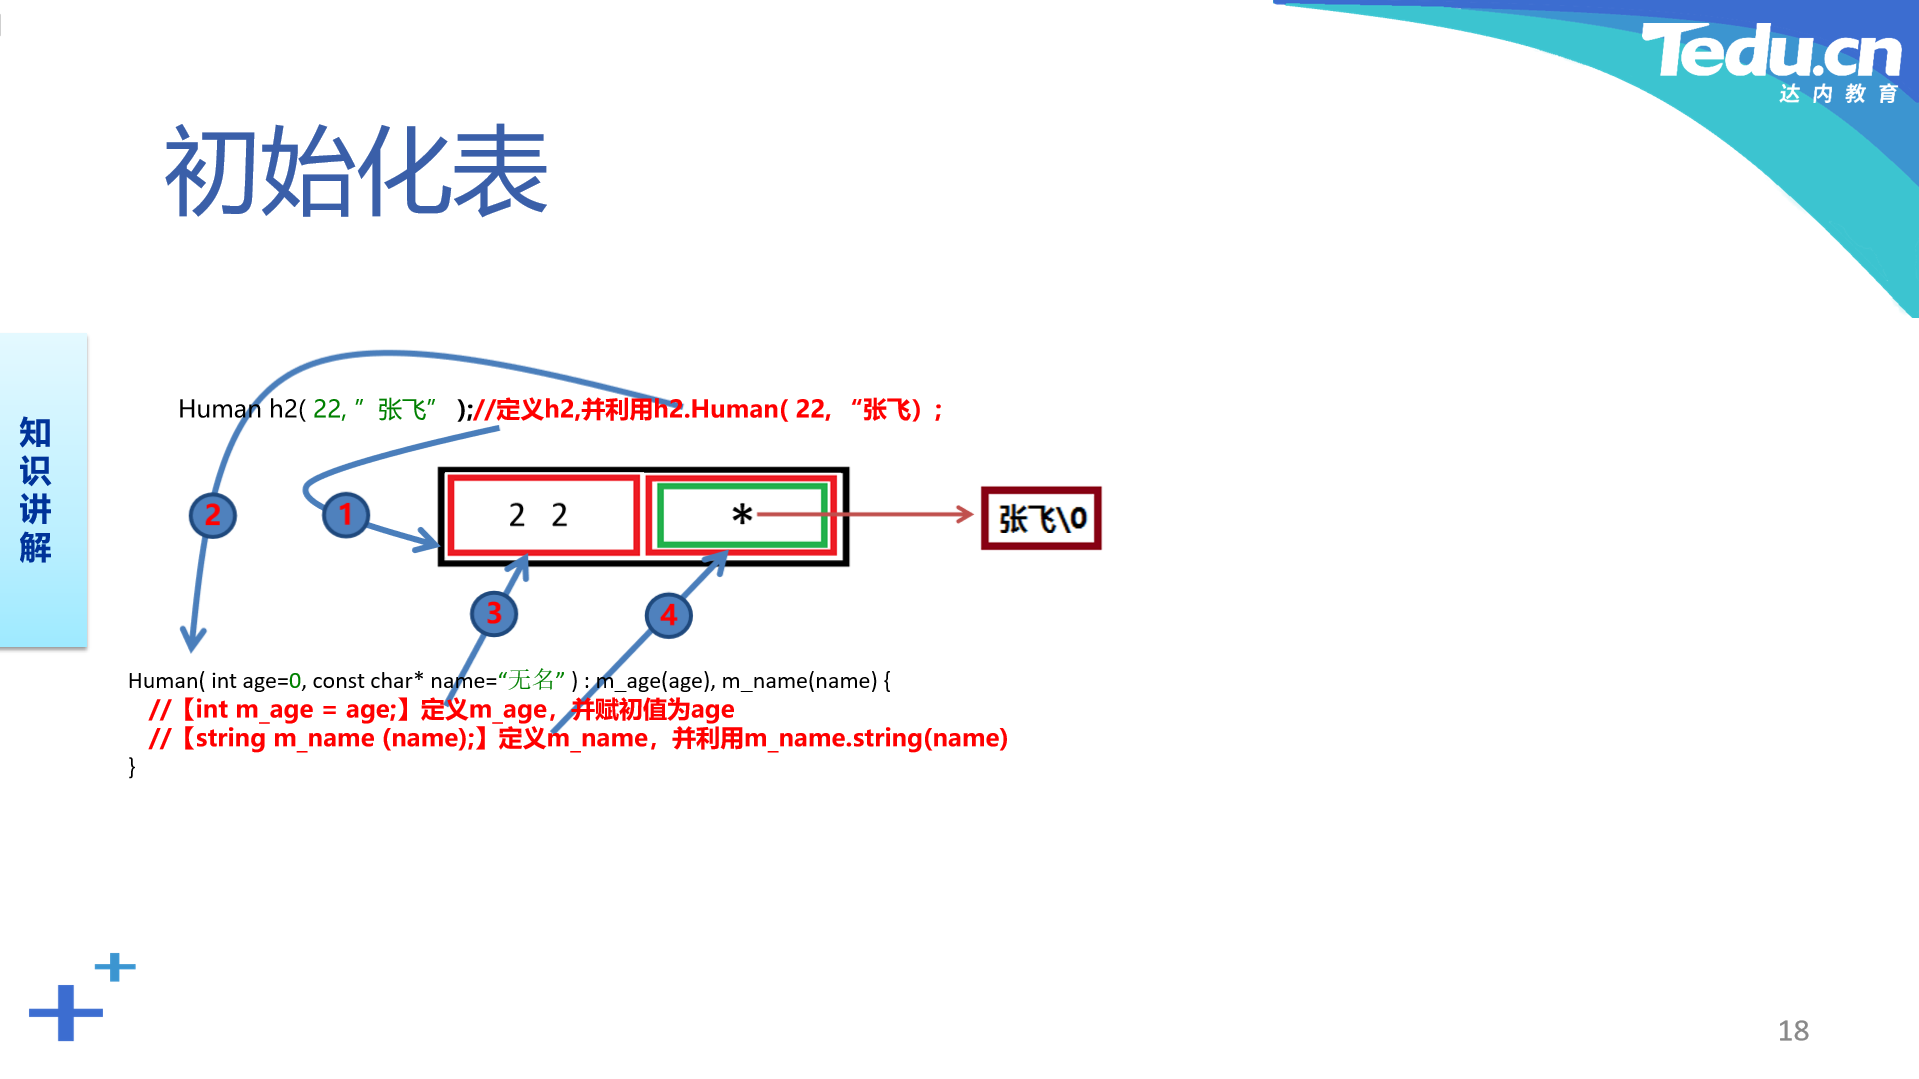 Tedu.cn
达内教育
初始化表
知识讲解
Human h2( 22, ” 张飞” );//定义h2,并利用h2.Human( 22, “张飞) ;
2
1
2 2
*
张飞\0
3
4
Human( int age=0, const char* name=“无名” ) : m_age(age), m_name(name) {
//【int m_age = age;】定义m_age，并赋初值为age
//【string m_name (name);】定义m_name，并利用m_name.string(name)
}
18